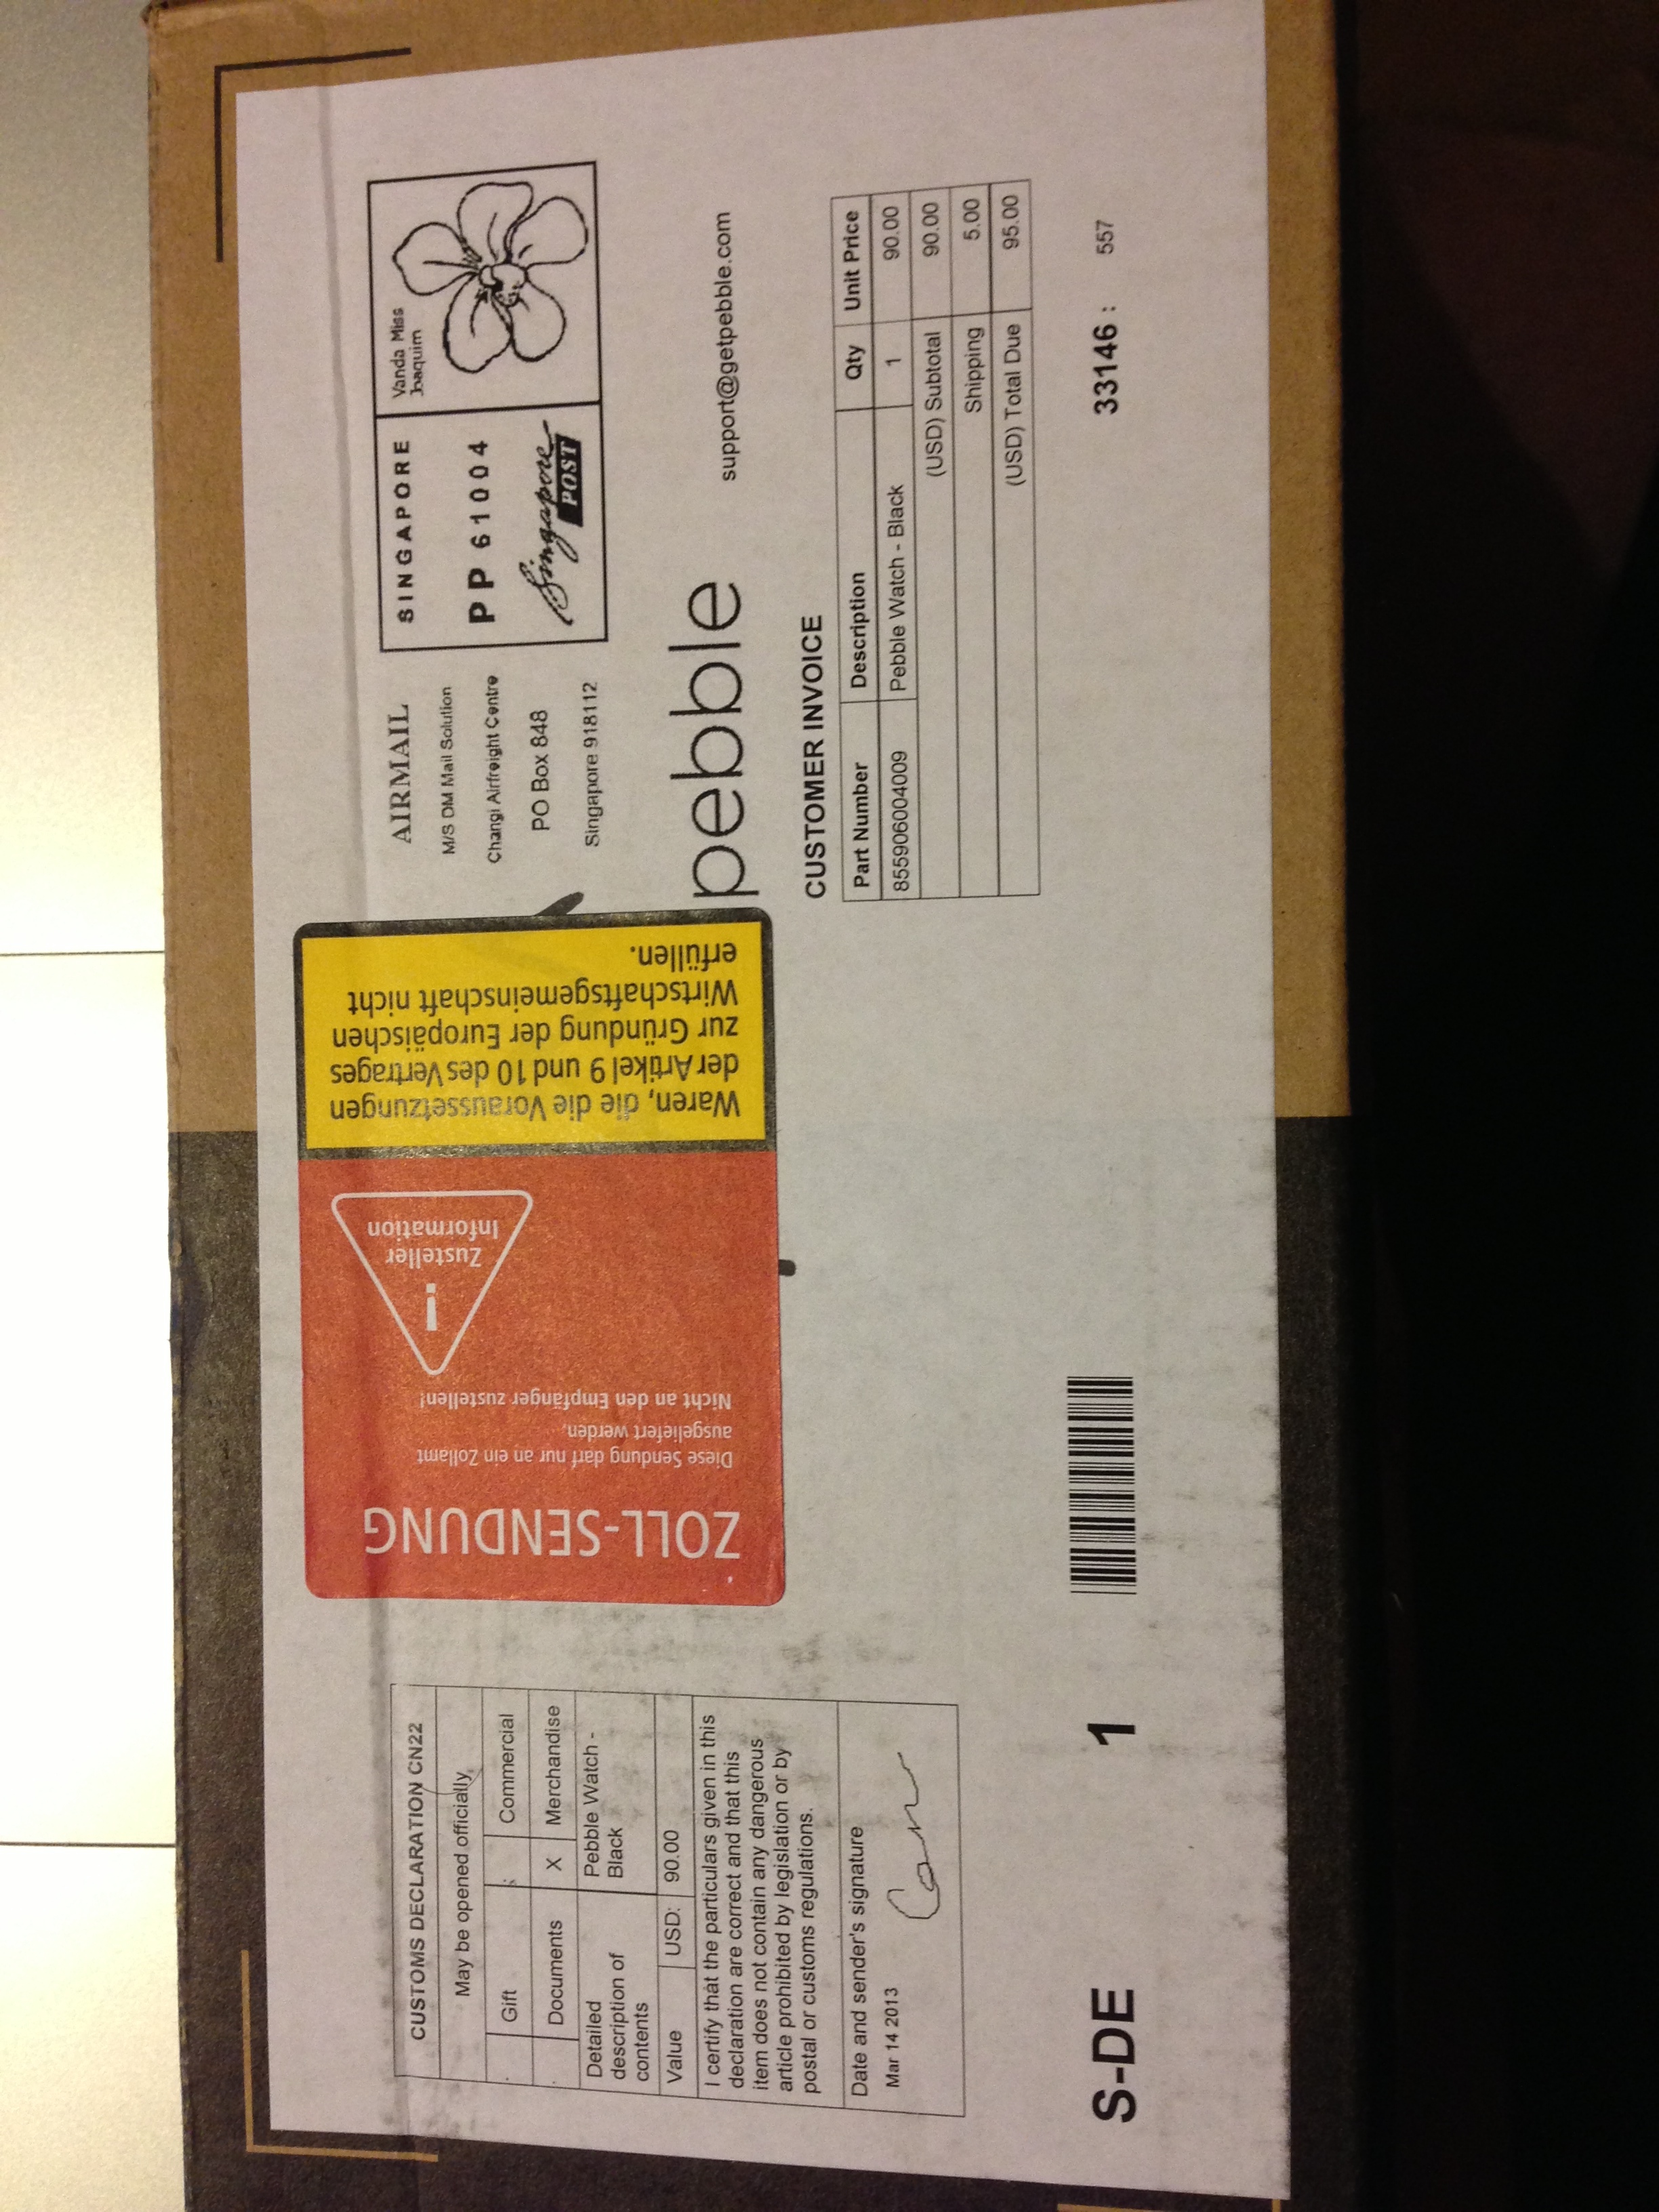 CUSTOMS DECLARATION CN22
May be opened officially
Gift
Commercial
Documents
X
Merchandise
Detailed description of contents
Pebble Watch - Black
Value
USD:
90.00
I certify that the particulars given in this
declaration are correct and that this
item does not contain any dangerous
article prohibited by legislation or by
postal or customs regulations.
Date and sender's signature
Mar 14 2013
ZOLL-SENDUNG
Diese Sendung darf nur an ein Zollamt
ausgeliefert werden.
Nicht an den Empfänger zustellen!
!
Zusteller
Information
Waren, die die Voraussetzungen
der Artikel 9 und 10 des Vertrages
zur Gründung der Europäischen
Wirtschaftsgemeinschaft nicht
erfüllen.
AIRMAIL
M/S DM Mail Solution
Changi Airfreight Centre
PO Box 848
Singapore 918112
SINGAPORE
PP 61004
Singapore
POST
Vanda Miss
Joaquim
pebble
support@getpebble.com
CUSTOMER INVOICE
Part Number Description Qty Unit Price
855906004009 Pebble Watch - Black 1 90.00
(USD) Subtotal 90.00
Shipping 5.00
(USD) Total Due 95.00
S-DE 1 33146 : 557